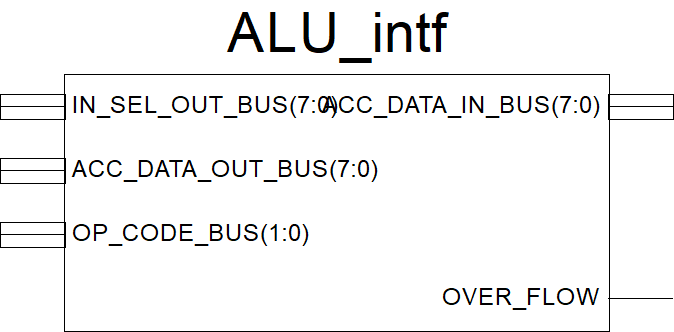 ALU_intf
IN_SEL_OUT_BUS(7:0) ACC_DATA_IN_BUS(7:0)
ACC_DATA_OUT_BUS(7:0)
OP_CODE_BUS(1:0)
OVER_FLOW